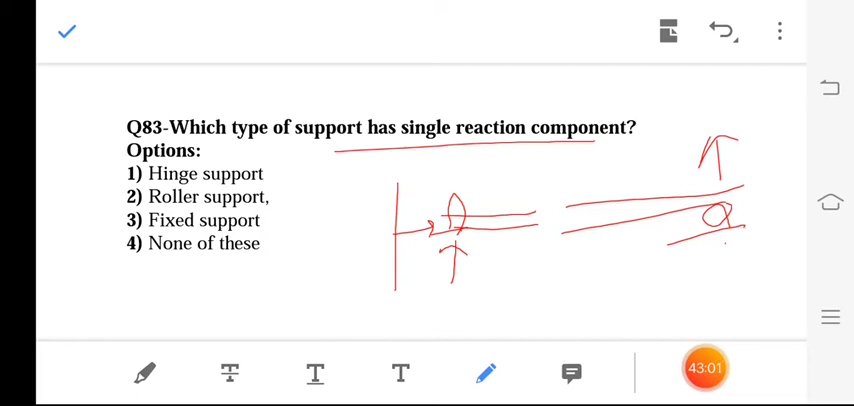 Q83-Which type of support has single reaction component?
Options:
1) Hinge support
2) Roller support,
3) Fixed support
4) None of these
T T T
43:01